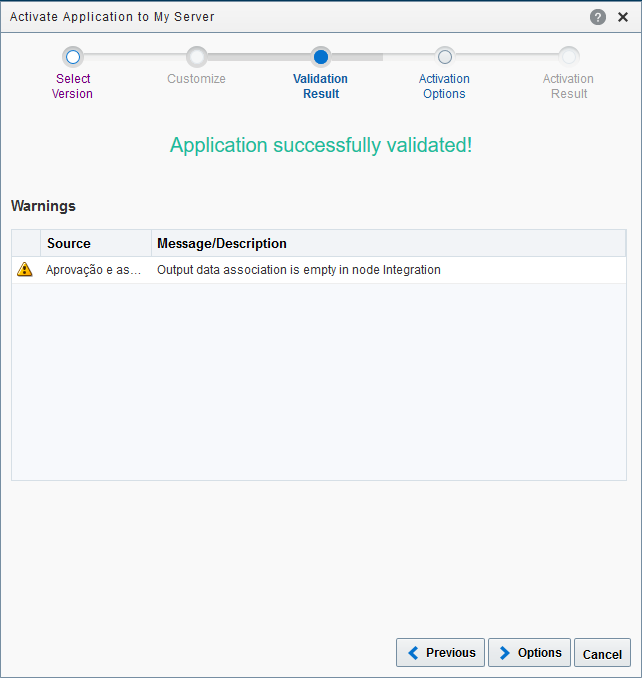 Activate Application to My Server
?
Select
Version
Customize
Validation
Result
Activation
Options
Activation
Result
Application successfully validated!
Warnings
Source Message/Description
Aprovação e as... Output data association is empty in node Integration
Previous Options Cancel